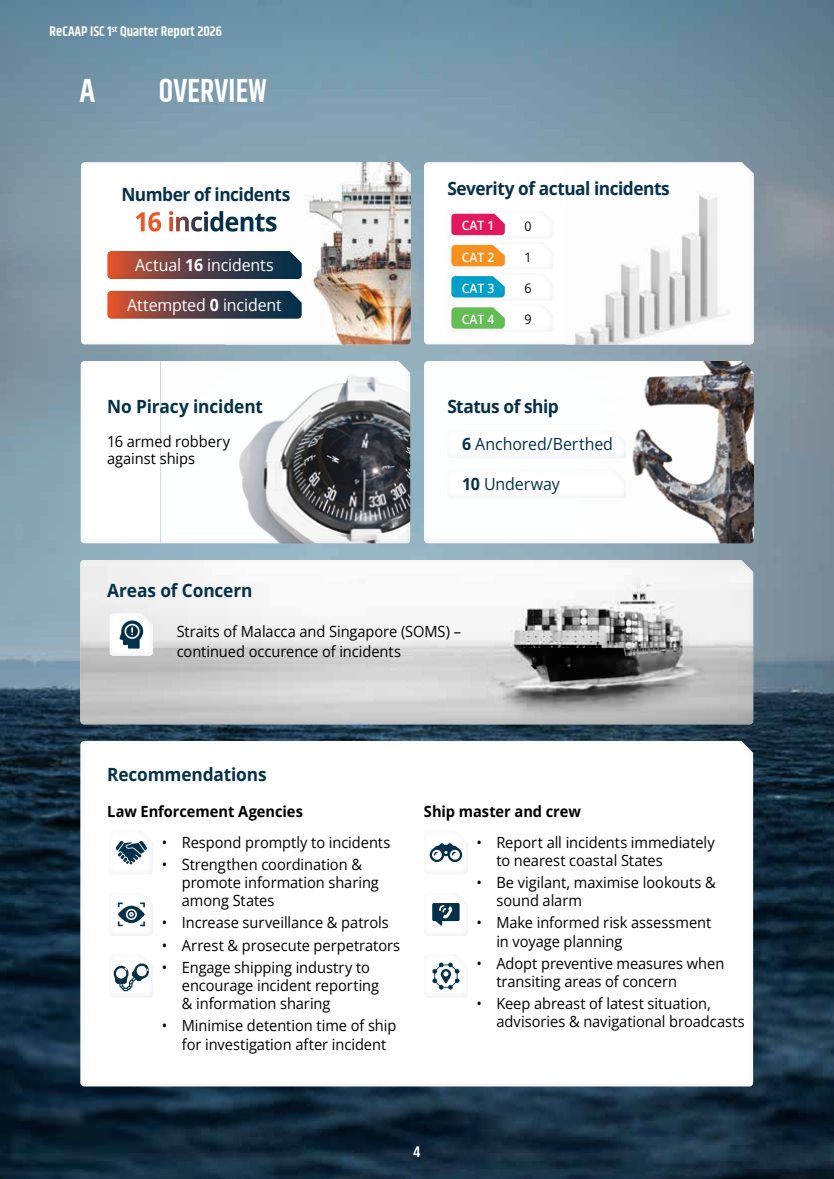 ReCAAP ISC 1st Quarter Report 2026
A OVERVIEW
Number of incidents
16 incidents
Actual 16 incidents
Attempted 0 incident
Severity of actual incidents
CAT 1 0
CAT 2 1
CAT 3 6
CAT 4 9
No Piracy incident
16 armed robbery
against ships
N
60 30 N 330 300
Status of ship
6 Anchored/Berthed
10 Underway
Areas of Concern
Straits of Malacca and Singapore (SOMS) –
continued occurence of incidents
Recommendations
Law Enforcement Agencies
• Respond promptly to incidents
• Strengthen coordination &
promote information sharing
among States
• Increase surveillance & patrols
• Arrest & prosecute perpetrators
• Engage shipping industry to
encourage incident reporting
& information sharing
• Minimise detention time of ship
for investigation after incident
Ship master and crew
• Report all incidents immediately
to nearest coastal States
• Be vigilant, maximise lookouts &
sound alarm
• Make informed risk assessment
in voyage planning
• Adopt preventive measures when
transiting areas of concern
• Keep abreast of latest situation,
advisories & navigational broadcasts
4